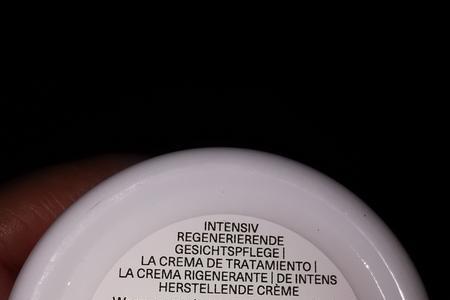 INTENSIV
REGENERIERENDE
GESICHTSPFLEGE |
LA CREMA DE TRATAMIENTO |
LA CREMA RIGENERANTE | DE INTENS
HERSTELLENDE CRÈME